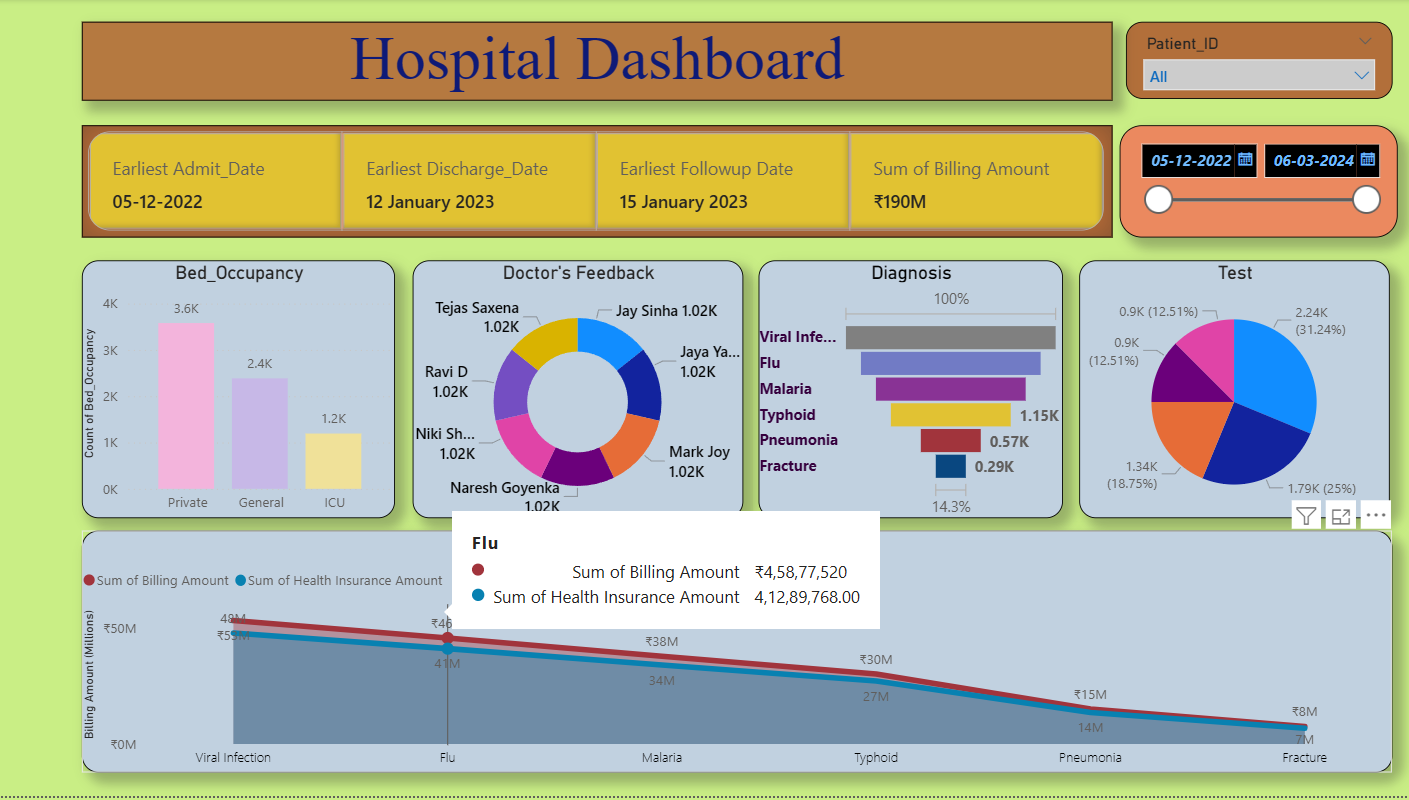 Hospital Dashboard
Patient_ID
All
Earliest Admit_Date
05-12-2022
Earliest Discharge_Date
12 January 2023
Earliest Followup Date
15 January 2023
Sum of Billing Amount
₹190M
05-12-2022
06-03-2024
Bed_Occupancy
Count of Bed_Occupancy
4K
3K
2K
1K
0K
3.6K
2.4K
1.2K
Private
General
ICU
Doctor's Feedback
Jay Sinha 1.02K
Jaya Ya...
1.02K
Mark Joy
1.02K
Naresh Goyenka
1.02K
Niki Sh...
1.02K
Ravi D
1.02K
Tejas Saxena
1.02K
Diagnosis
100%
Viral Infe...
Flu
Malaria
Typhoid
1.15K
Pneumonia
0.57K
Fracture
0.29K
14.3%
Test
2.24K
(31.24%)
1.79K (25%)
1.34K
(18.75%)
0.9K
(12.51%)
0.9K (12.51%)
Sum of Billing Amount
Sum of Health Insurance Amount
Flu
Sum of Billing Amount ₹4,58,77,520
Sum of Health Insurance Amount 4,12,89,768.00
Billing Amount (Millions)
₹50M
₹0M
48M
₹53M
₹46
41M
₹38M
34M
₹30M
27M
₹15M
14M
₹8M
7M
Viral Infection
Flu
Malaria
Typhoid
Pneumonia
Fracture